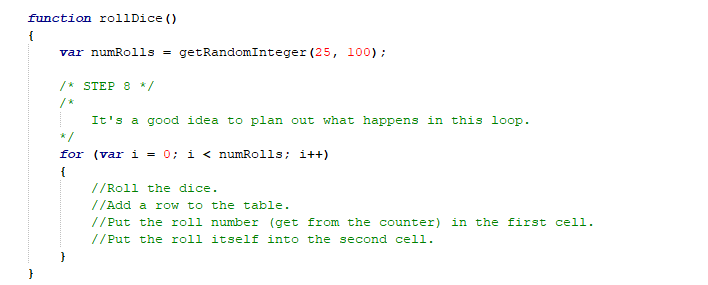 function rollDice()
{
var numRolls = getRandomInteger(25, 100);
/* STEP 8 */
/*
It's a good idea to plan out what happens in this loop.
*/
for (var i = 0; i < numRolls; i++)
{
//Roll the dice.
//Add a row to the table.
//Put the roll number (get from the counter) in the first cell.
//Put the roll itself into the second cell.
}
}